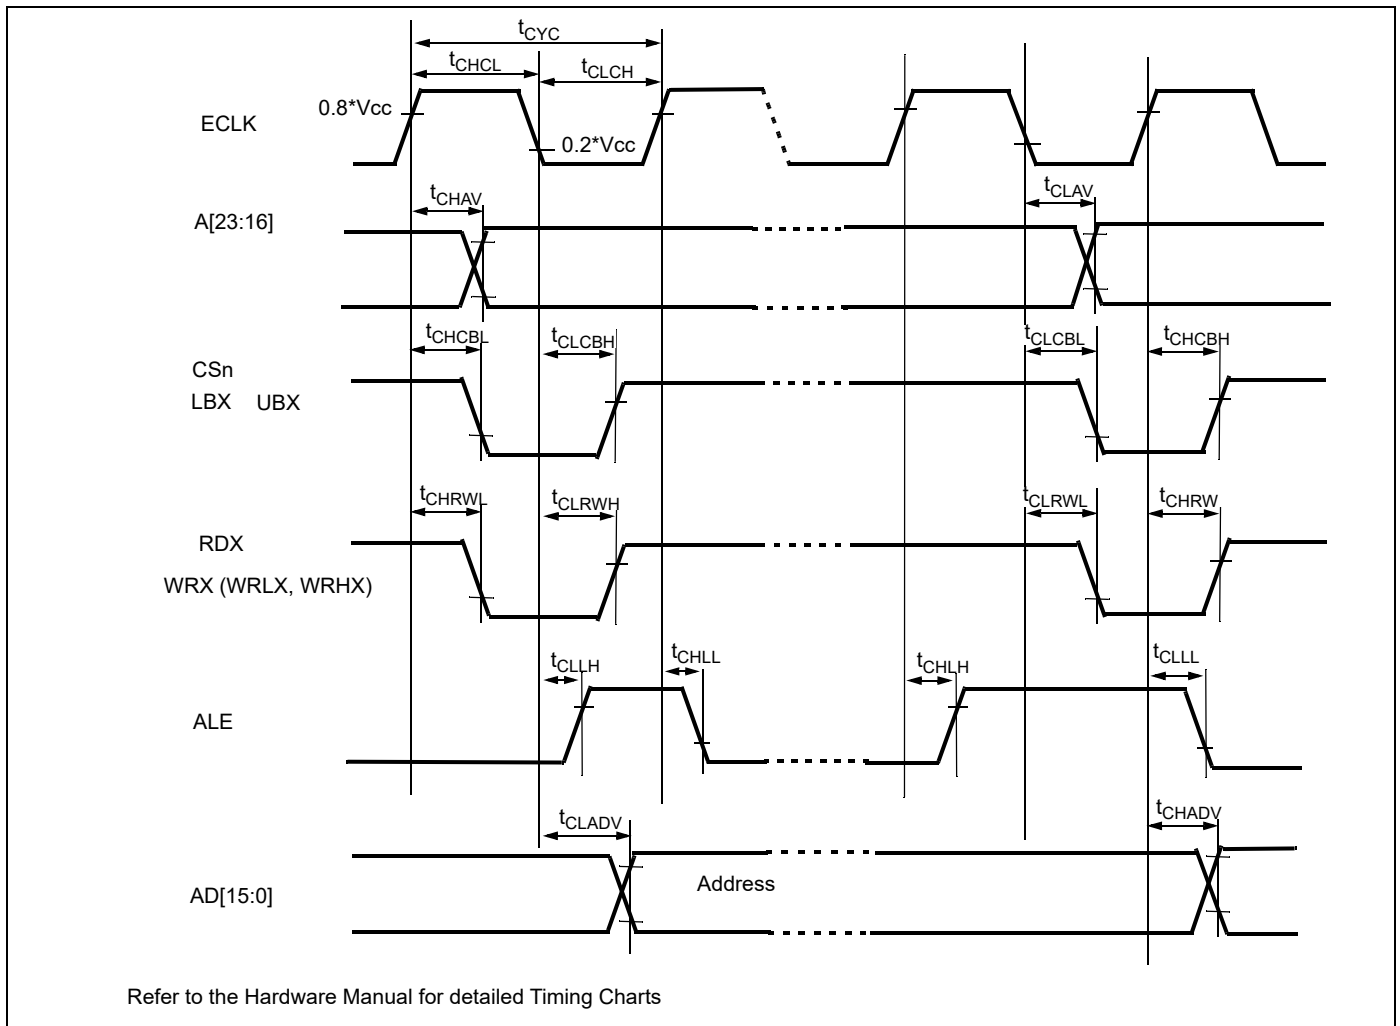 tCYC
tCHCL
tCLCH
0.8*Vcc
ECLK
0.2*Vcc
tCHAV
tCLAV
A[23:16]
tCHCBL
tCLCBH
tCLCBL
tCHCBH
CSn
LBX UBX
tCHRWL
tCLRWH
tCLRWL
tCHRW
RDX
WRX (WRLX, WRHX)
tCLLH
tCHLL
tCHLH
tCLLL
ALE
tCLADV
tCHADV
Address
AD[15:0]
Refer to the Hardware Manual for detailed Timing Charts